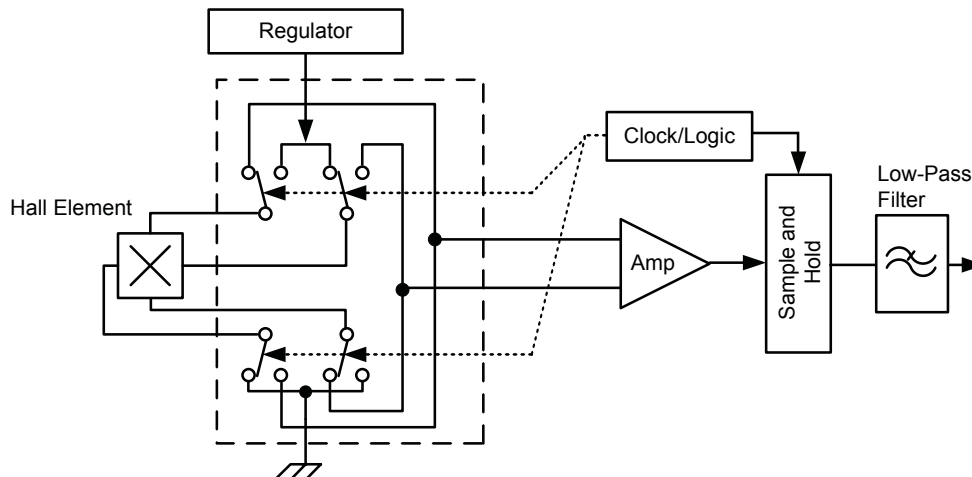 Regulator
Clock/Logic
Low-Pass
Filter
Hall Element
Amp
Sample and
Hold